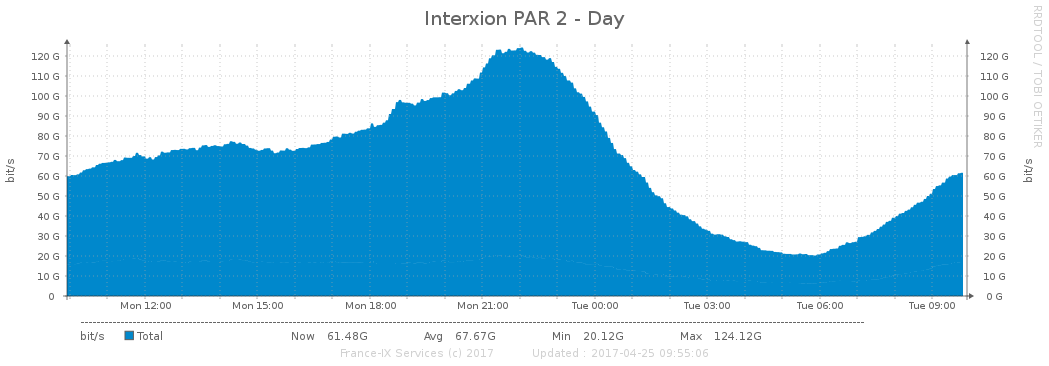 Interxion PAR 2 - Day
RRDTOOL / TOBI OETIKER
120 G 120 G
110 G 110 G
100 G 100 G
90 G 90 G
80 G 80 G
70 G 70 G
60 G 60 G
50 G 50 G
40 G 40 G
30 G 30 G
20 G 20 G
10 G 10 G
0 0 G
bit/s bit/s
Mon 12:00 Mon 15:00 Mon 18:00 Mon 21:00 Tue 00:00 Tue 03:00 Tue 06:00 Tue 09:00
bit/s Total Now 61.48G Avg 67.67G Min 20.12G Max 124.12G
France-IX Services (c) 2017 Updated : 2017-04-25 09:55:06